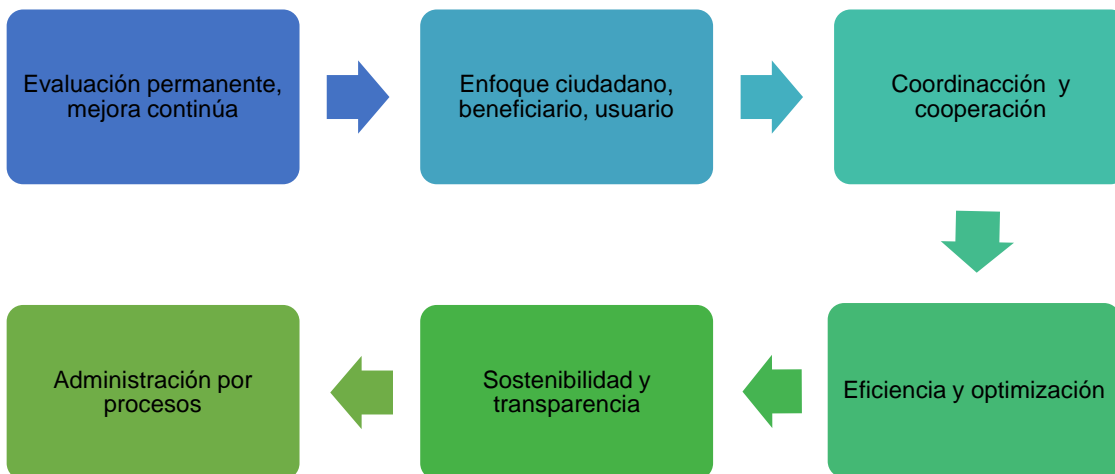 Evaluación permanente,
mejora continúa
Enfoque ciudadano,
beneficiario, usuario
Coordinacción y
cooperación
Eficiencia y optimización
Sostenibilidad y
transparencia
Administración por
procesos